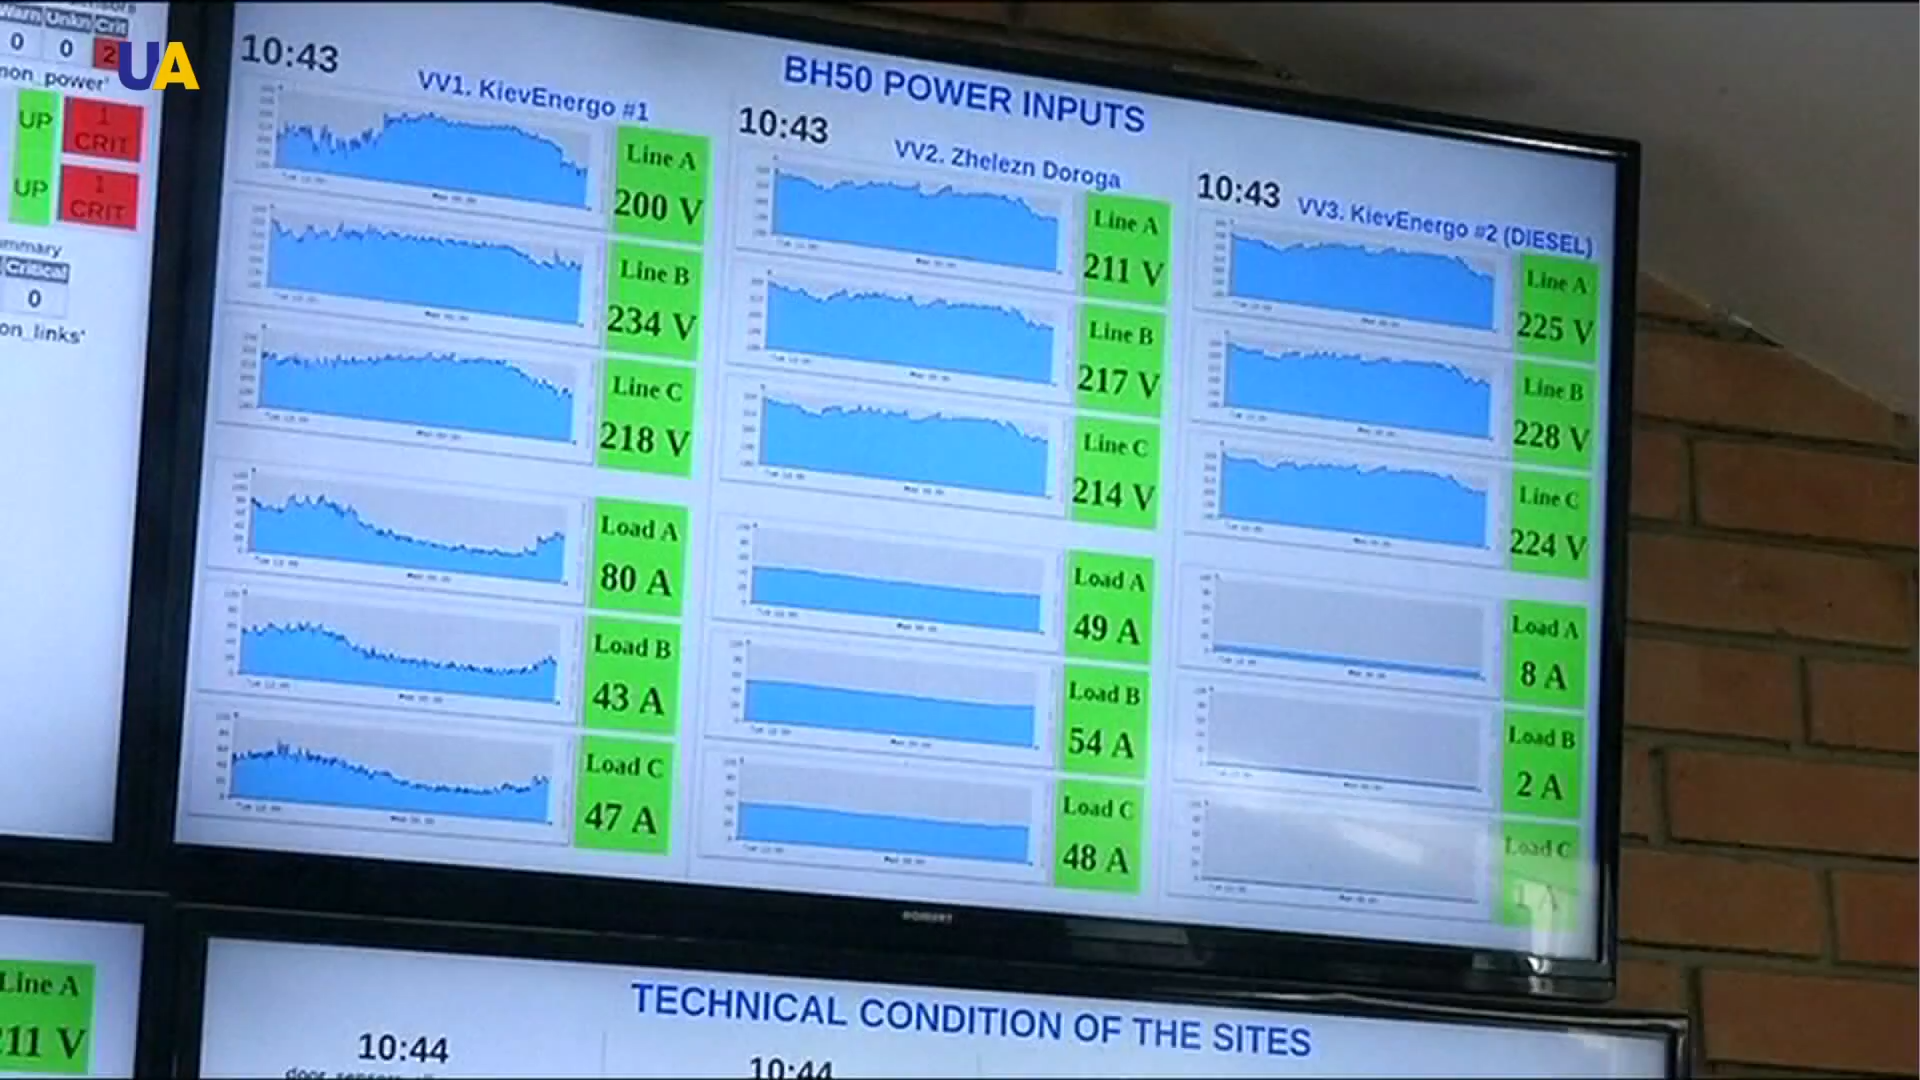 Warn Unkn Crit
0 0 2
UA
mon_power'
UP 1 CRIT
UP 1 CRIT
ummary
Critical
0
on_links'
BH50 POWER INPUTS
10:43
VV1. KievEnergo #1
Line A
200 V
Line B
234 V
Line C
218 V
Load A
80 A
Load B
43 A
Load C
47 A
10:43
VV2. Zhelezn Doroga
Line A
211 V
Line B
217 V
Line C
214 V
Load A
49 A
Load B
54 A
Load C
48 A
10:43
VV3. KievEnergo #2 (DIESEL)
Line A
225 V
Line B
228 V
Line C
224 V
Load A
8 A
Load B
2 A
Load C
1 A
Line A
211 V
TECHNICAL CONDITION OF THE SITES
10:44
10:44